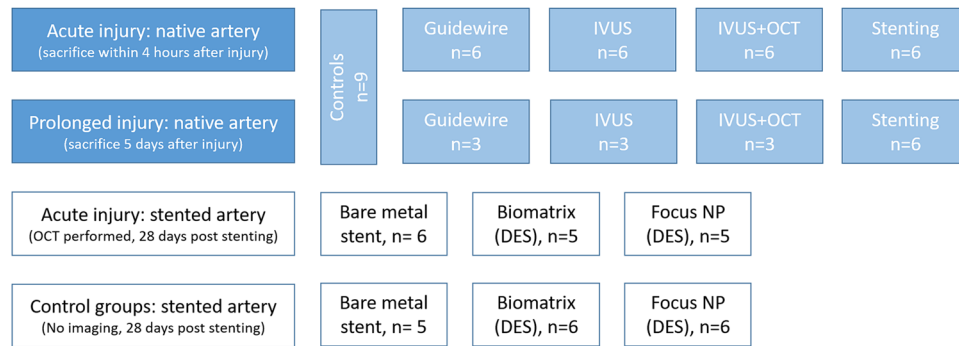 Acute injury: native artery
(sacrifice within 4 hours after injury)
Controls
n=9
Guidewire
n=6
IVUS
n=6
IVUS+OCT
n=6
Stenting
n=6
Prolonged injury: native artery
(sacrifice 5 days after injury)
Guidewire
n=3
IVUS
n=3
IVUS+OCT
n=3
Stenting
n=6
Acute injury: stented artery
(OCT performed, 28 days post stenting)
Bare metal
stent, n= 6
Biomatrix
(DES), n=5
Focus NP
(DES), n=5
Control groups: stented artery
(No imaging, 28 days post stenting)
Bare metal
stent, n= 5
Biomatrix
(DES), n=6
Focus NP
(DES), n=6